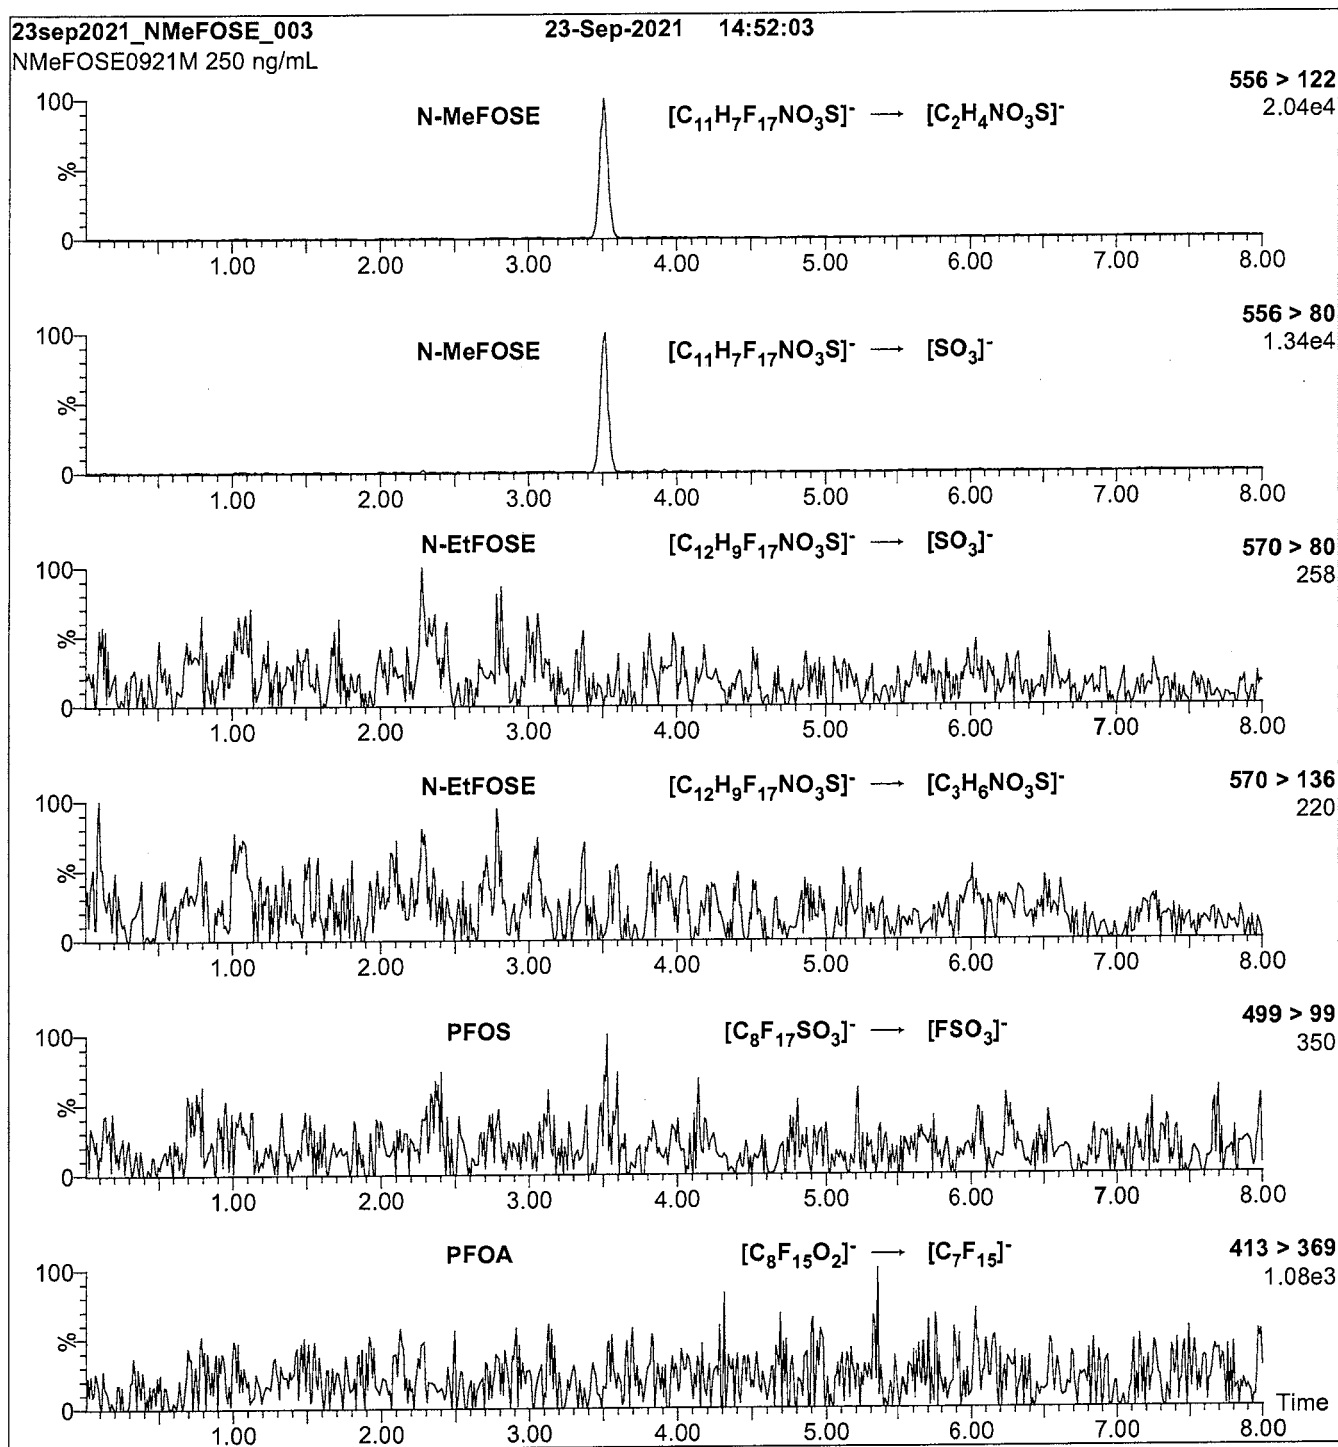 23sep2021_NMeFOSE_003 23-Sep-2021 14:52:03
NMeFOSE0921M 250 ng/mL
556 > 122
2.04e4
N-MeFOSE [C₁₁H₇F₁₇NO₃S]⁻ → [C₂H₄NO₃S]⁻
100
%
0
1.00 2.00 3.00 4.00 5.00 6.00 7.00 8.00
556 > 80
1.34e4
N-MeFOSE [C₁₁H₇F₁₇NO₃S]⁻ → [SO₃]⁻
100
%
0
1.00 2.00 3.00 4.00 5.00 6.00 7.00 8.00
N-EtFOSE [C₁₂H₉F₁₇NO₃S]⁻ → [SO₃]⁻ 570 > 80
258
100
%
0
1.00 2.00 3.00 4.00 5.00 6.00 7.00 8.00
N-EtFOSE [C₁₂H₉F₁₇NO₃S]⁻ → [C₃H₆NO₃S]⁻ 570 > 136
220
100
%
0
1.00 2.00 3.00 4.00 5.00 6.00 7.00 8.00
499 > 99
350
PFOS [C₈F₁₇SO₃]⁻ → [FSO₃]⁻
100
%
0
1.00 2.00 3.00 4.00 5.00 6.00 7.00 8.00
PFOA [C₈F₁₅O₂]⁻ → [C₇F₁₅]⁻ 413 > 369
1.08e3
100
%
0
Time
1.00 2.00 3.00 4.00 5.00 6.00 7.00 8.00